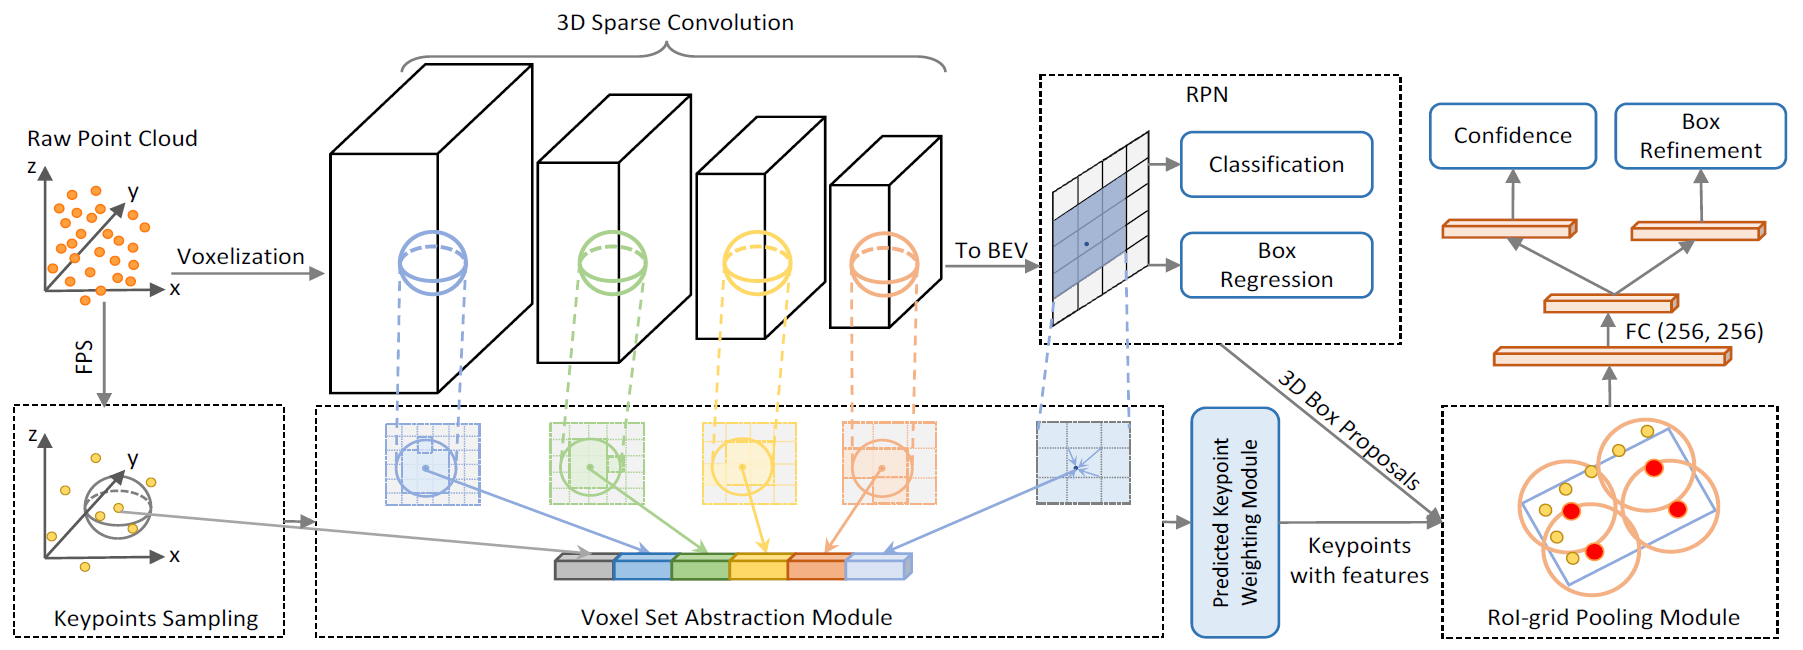 3D Sparse Convolution
Raw Point Cloud
z
y
x
Voxelization
FPS
To BEV
RPN
Classification
Box
Regression
Confidence
Box
Refinement
FC (256, 256)
3D Box Proposals
z
y
x
Keypoints Sampling
Voxel Set Abstraction Module
Predicted Keypoint
Weighting Module
Keypoints
with features
RoI-grid Pooling Module